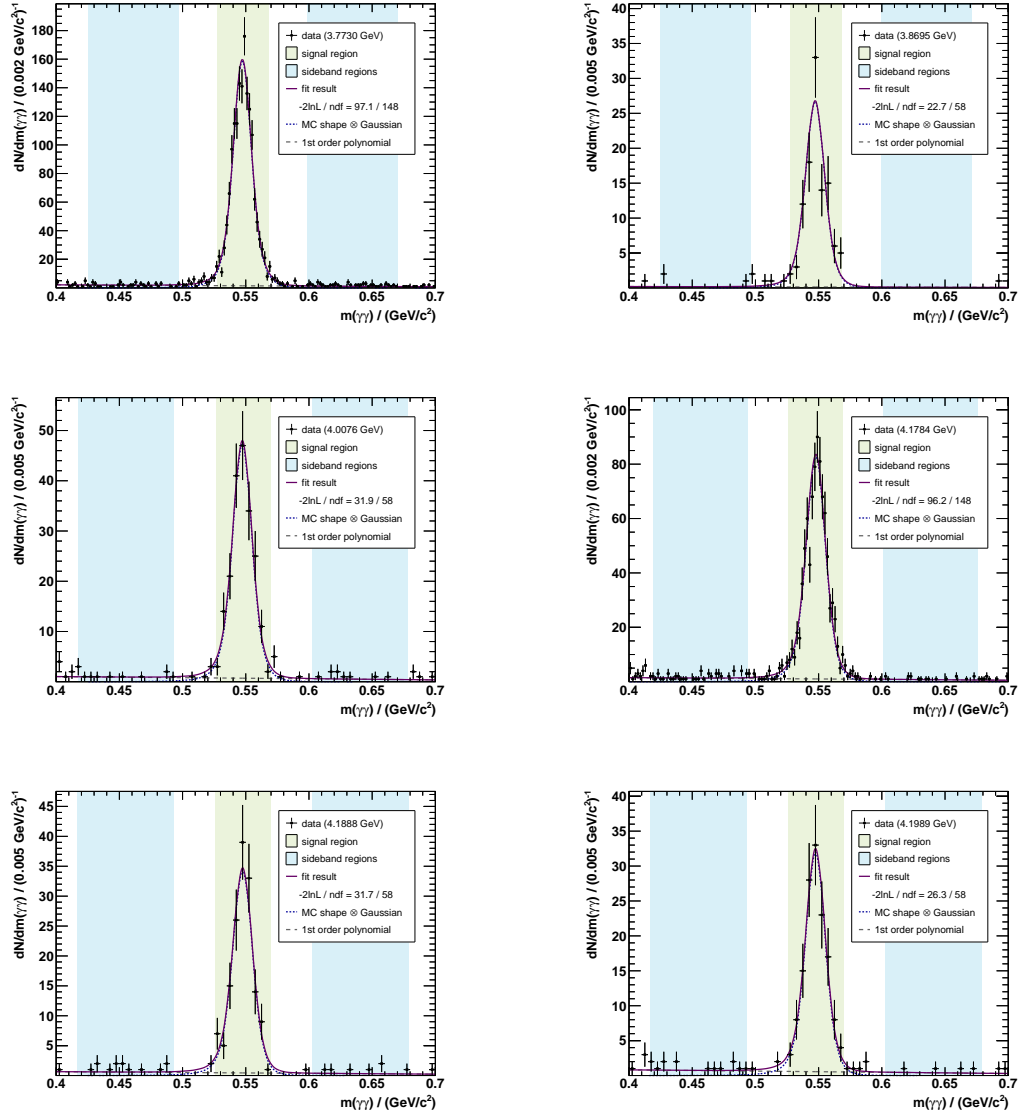 dN/dm(γγ) / (0.002 GeV/c²)⁻¹
180
160
140
120
100
80
60
40
20
data (3.7730 GeV)
signal region
sideband regions
fit result
-2lnL / ndf = 97.1 / 148
MC shape ⊗ Gaussian
1st order polynomial
0.4 0.45 0.5 0.55 0.6 0.65 0.7
m(γγ) / (GeV/c²)
dN/dm(γγ) / (0.005 GeV/c²)⁻¹
40
35
30
25
20
15
10
5
data (3.8695 GeV)
signal region
sideband regions
fit result
-2lnL / ndf = 22.7 / 58
MC shape ⊗ Gaussian
1st order polynomial
0.4 0.45 0.5 0.55 0.6 0.65 0.7
m(γγ) / (GeV/c²)
dN/dm(γγ) / (0.005 GeV/c²)⁻¹
50
40
30
20
10
data (4.0076 GeV)
signal region
sideband regions
fit result
-2lnL / ndf = 31.9 / 58
MC shape ⊗ Gaussian
1st order polynomial
0.4 0.45 0.5 0.55 0.6 0.65 0.7
m(γγ) / (GeV/c²)
dN/dm(γγ) / (0.002 GeV/c²)⁻¹
100
80
60
40
20
data (4.1784 GeV)
signal region
sideband regions
fit result
-2lnL / ndf = 96.2 / 148
MC shape ⊗ Gaussian
1st order polynomial
0.4 0.45 0.5 0.55 0.6 0.65 0.7
m(γγ) / (GeV/c²)
dN/dm(γγ) / (0.005 GeV/c²)⁻¹
45
40
35
30
25
20
15
10
5
data (4.1888 GeV)
signal region
sideband regions
fit result
-2lnL / ndf = 31.7 / 58
MC shape ⊗ Gaussian
1st order polynomial
0.4 0.45 0.5 0.55 0.6 0.65 0.7
m(γγ) / (GeV/c²)
dN/dm(γγ) / (0.005 GeV/c²)⁻¹
40
35
30
25
20
15
10
5
data (4.1989 GeV)
signal region
sideband regions
fit result
-2lnL / ndf = 26.3 / 58
MC shape ⊗ Gaussian
1st order polynomial
0.4 0.45 0.5 0.55 0.6 0.65 0.7
m(γγ) / (GeV/c²)